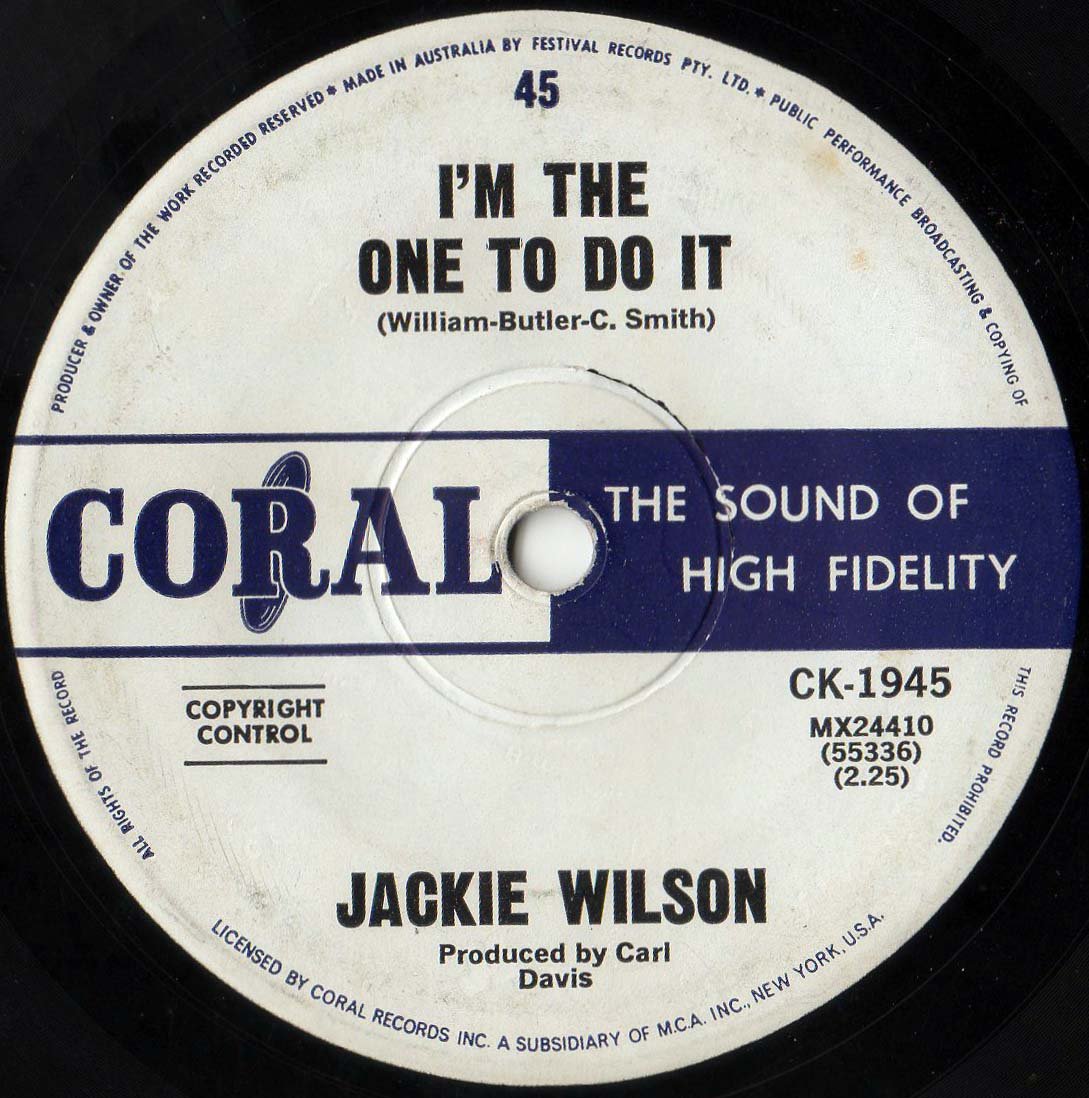 PRODUCER & OWNER OF THE WORK RECORDED RESERVED * MADE IN AUSTRALIA BY FESTIVAL RECORDS PTY. LTD. * PUBLIC PERFORMANCE BROADCASTING & COPYING OF
45
I'M THE
ONE TO DO IT
(William-Butler-C. Smith)
CORAL
THE SOUND OF
HIGH FIDELITY
COPYRIGHT
CONTROL
CK-1945
MX24410
(55336)
(2.25)
THIS RECORD PROHIBITED.
ALL RIGHTS OF THE RECORD
JACKIE WILSON
Produced by Carl
Davis
LICENSED BY CORAL RECORDS INC. A SUBSIDIARY OF M.C.A. INC., NEW YORK, U.S.A.